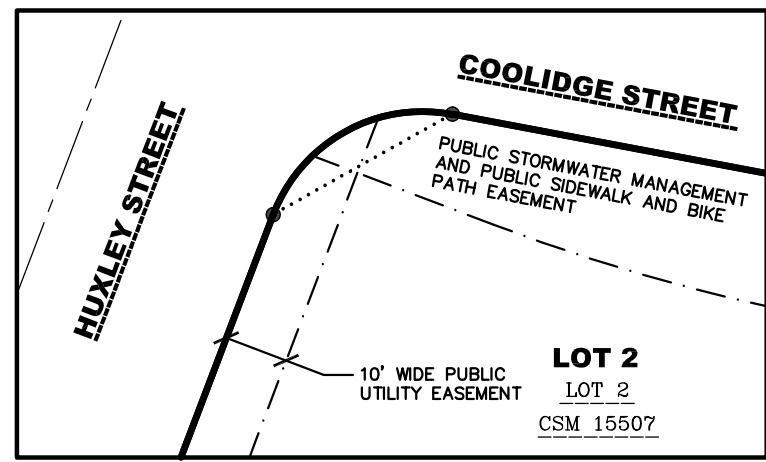 COOLIDGE STREET
HUXLEY STREET
PUBLIC STORMWATER MANAGEMENT
AND PUBLIC SIDEWALK AND BIKE
PATH EASEMENT
10' WIDE PUBLIC
UTILITY EASEMENT
LOT 2
LOT 2
CSM 15507